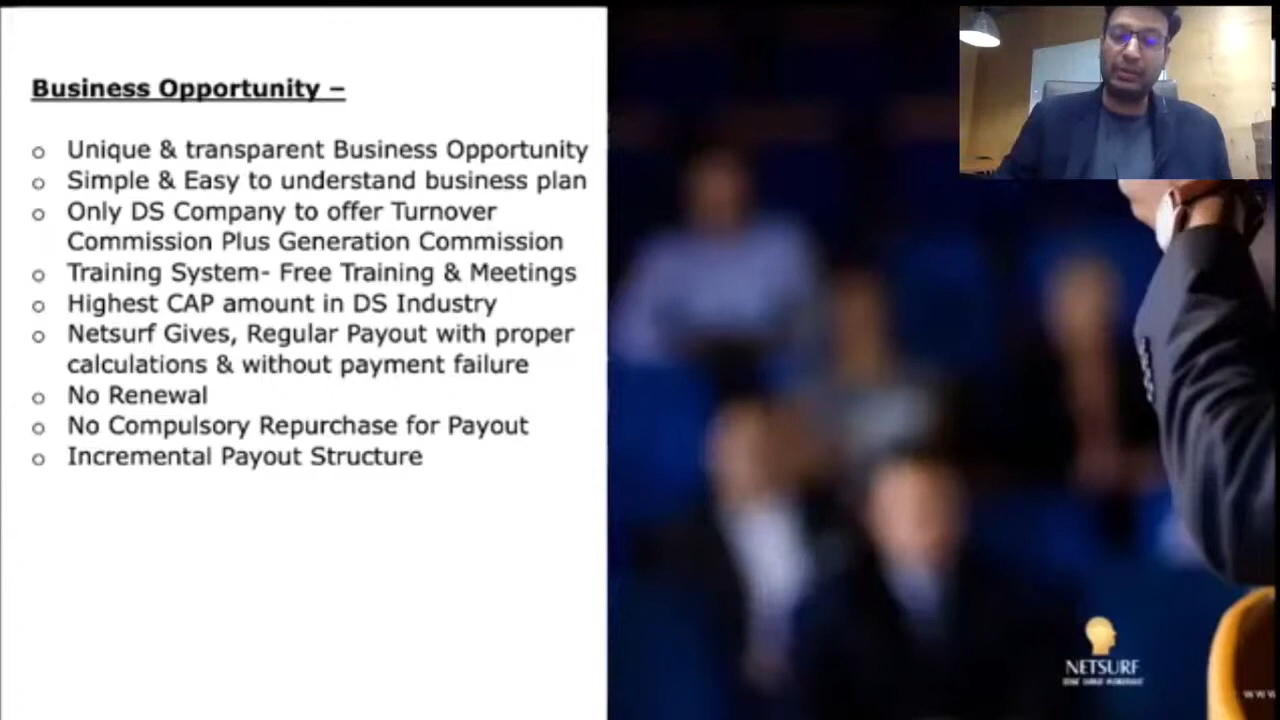 Business Opportunity –
o Unique & transparent Business Opportunity
o Simple & Easy to understand business plan
o Only DS Company to offer Turnover
Commission Plus Generation Commission
o Training System- Free Training & Meetings
o Highest CAP amount in DS Industry
o Netsurf Gives, Regular Payout with proper
calculations & without payment failure
o No Renewal
o No Compulsory Repurchase for Payout
o Incremental Payout Structure
NETSURF